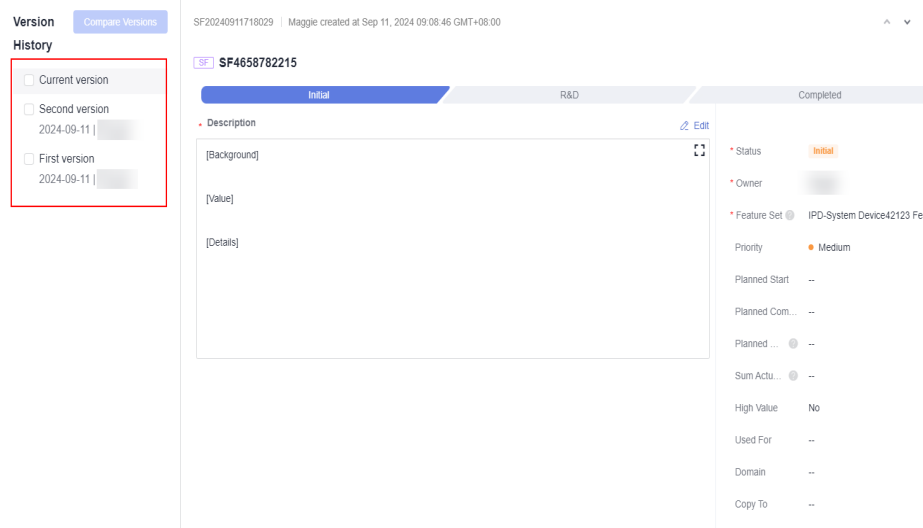 Version
History
Compare Versions
Current version
Second version
2024-09-11 |
First version
2024-09-11 |
SF20240911718029 | Maggie created at Sep 11, 2024 09:08:46 GMT+08:00
SF SF4658782215
Initial
R&D
Completed
* Description
Edit
[Background]
[Value]
[Details]
* Status Initial
* Owner
* Feature Set ? IPD-System Device42123 Fe
Priority Medium
Planned Start --
Planned Com... --
Planned ... ? --
Sum Actu... ? --
High Value No
Used For --
Domain --
Copy To --